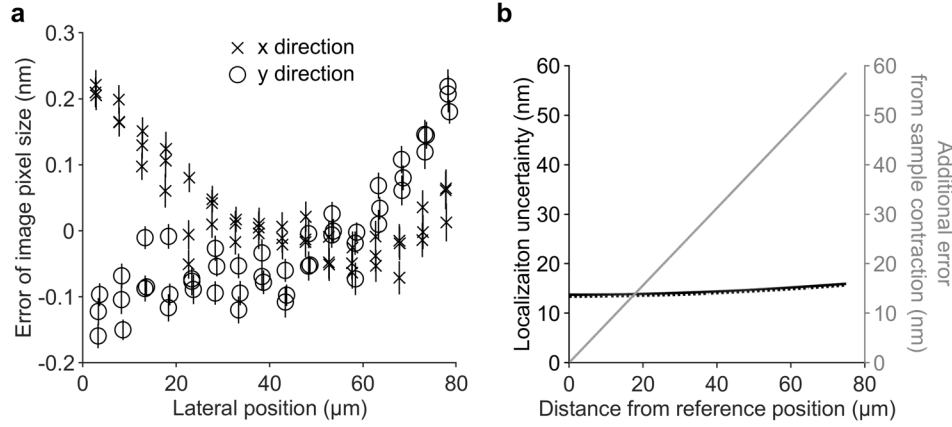 a
0.3
0.2
0.1
0
-0.1
-0.2
Error of image pixel size (nm)
x direction
y direction
0 20 40 60 80
Lateral position (µm)
b
60
50
40
30
20
10
0
Localizaiton uncertainty (nm)
60
50
40
30
20
10
0
Additional error
from sample contraction (nm)
0 20 40 60 80
Distance from reference position (µm)